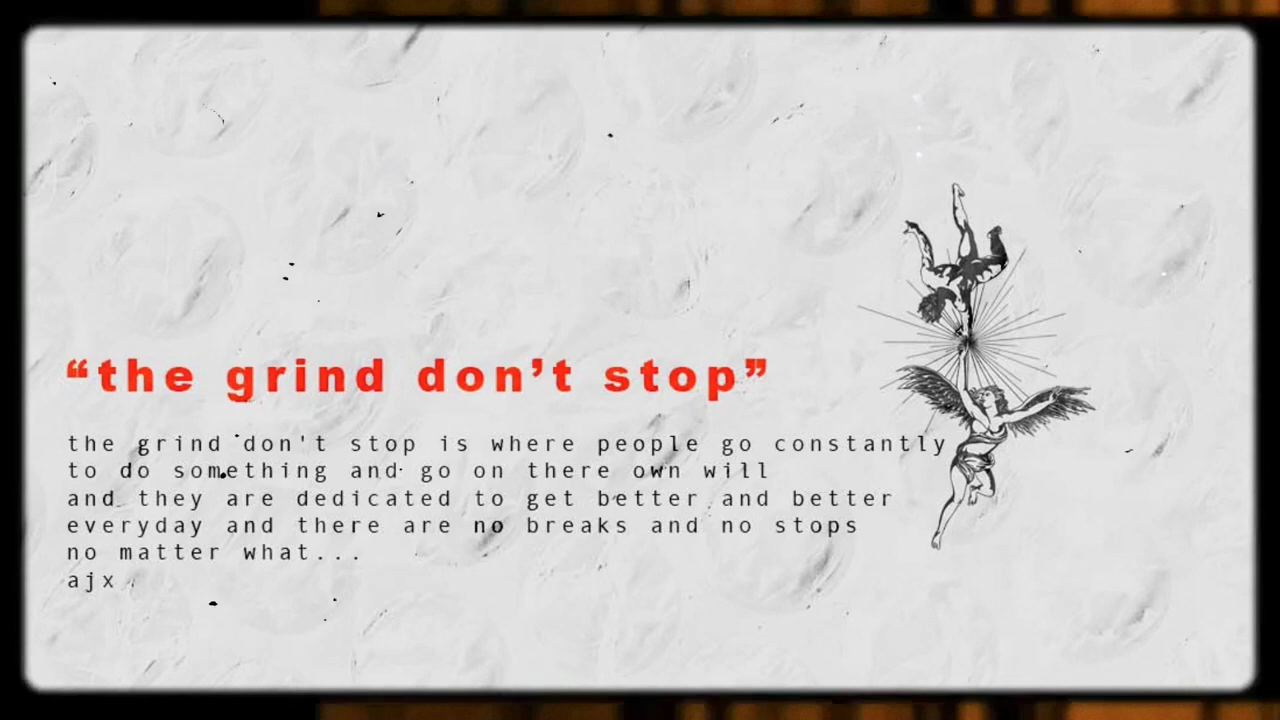 “the grind don’t stop”
the grind don't stop is where people go constantly
to do something and go on there own will
and they are dedicated to get better and better
everyday and there are no breaks and no stops
no matter what...
ajx